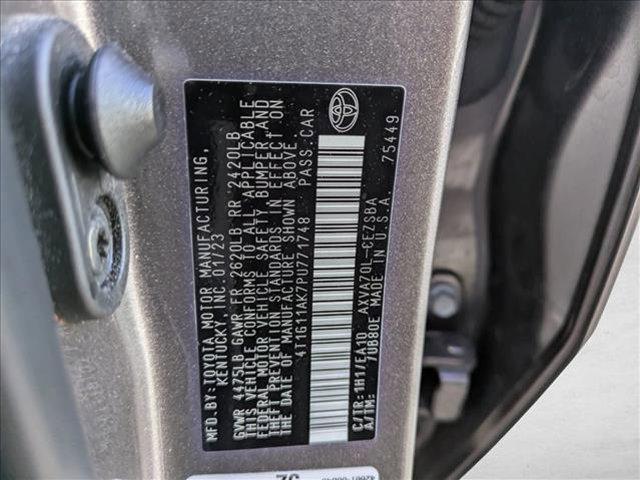 MFD.BY: TOYOTA MOTOR MANUFACTURING,
KENTUCKY, INC. 01/23
GVWR 4475LB GAWR FR 2620LB RR 2420LB
THIS VEHICLE CONFORMS TO ALL APPLICABLE
FEDERAL MOTOR VEHICLE SAFETY, BUMPER, AND
THEFT PREVENTION STANDARDS IN EFFECT ON
THE DATE OF MANUFACTURE SHOWN ABOVE.
4T1G11AK7PU771748 PASS.CAR
C/TR: 1H1/EA10 AXVA70L-CEZSBA
A/TM: 7UB80E MADE IN U.S.A. 75449